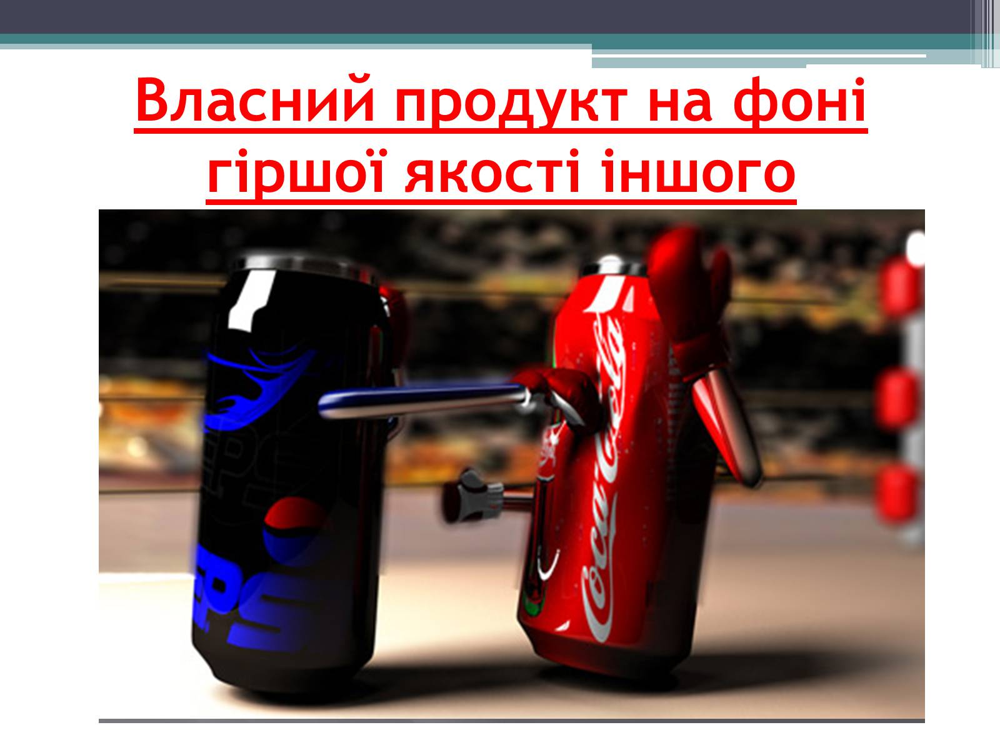 Власний продукт на фоні
гіршої якості іншого
Coca-Cola